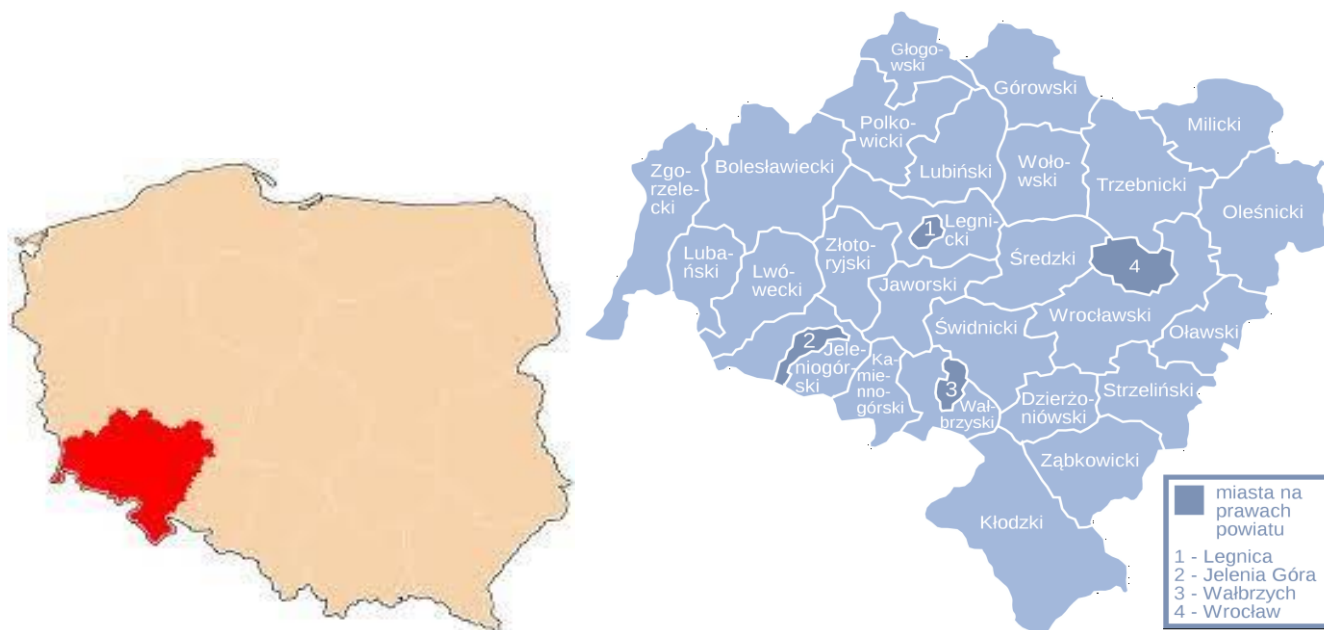 Głogo-
wski
Górowski
Milicki
Polko-
wicki
Zgo-
rzele-
cki
Bolesławiecki
Lubiński
Woło-
wski
Trzebnicki
Oleśnicki
1
Legni-
cki
Luba-
ński
Lwó-
wecki
Złoto-
ryjski
Średzki
4
Jaworski
Wrocławski
Świdnicki
Oławski
2
Jele-
niogór-
ski
Ka-
mie-
nno-
górski
3
Wał-
brzyski
Dzierżo-
niówski
Strzeliński
Ząbkowicki
Kłodzki
miasta na
prawach
powiatu
1 - Legnica
2 - Jelenia Góra
3 - Wałbrzych
4 - Wrocław